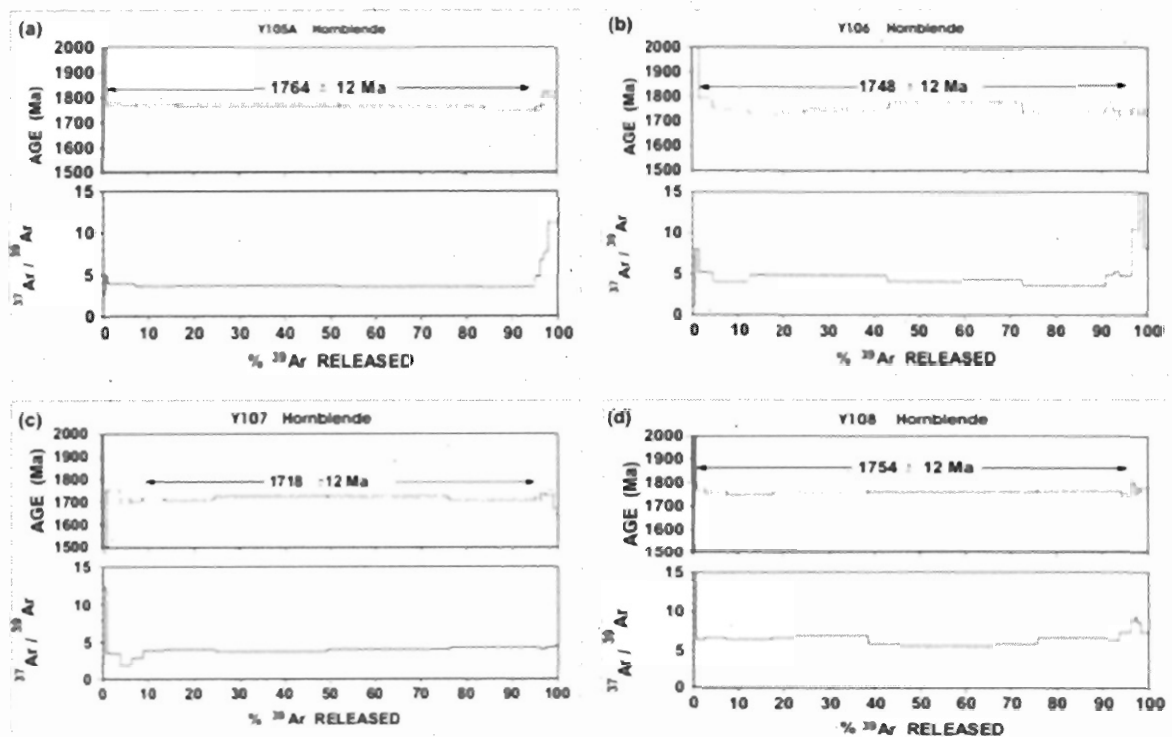 (a) Y105A Hornblende
2000
1900
1800
1700
1600
1500
AGE (Ma)
1764 ± 12 Ma
15
10
5
0
37Ar / 39Ar
0 10 20 30 40 50 60 70 80 90 100
% 39Ar RELEASED
(b) Y106 Hornblende
2000
1900
1800
1700
1600
1500
AGE (Ma)
1748 ± 12 Ma
15
10
5
0
37Ar / 39Ar
0 10 20 30 40 50 60 70 80 90 100
% 39Ar RELEASED
(c) Y107 Hornblende
2000
1900
1800
1700
1600
1500
AGE (Ma)
1718 ±12 Ma
15
10
5
0
37Ar / 39Ar
0 10 20 30 40 50 60 70 80 90 100
% 39Ar RELEASED
(d) Y108 Hornblende
2000
1900
1800
1700
1600
1500
AGE (Ma)
1754 ± 12 Ma
15
10
5
0
37Ar / 39Ar
0 10 20 30 40 50 60 70 80 90 100
% 39Ar RELEASED